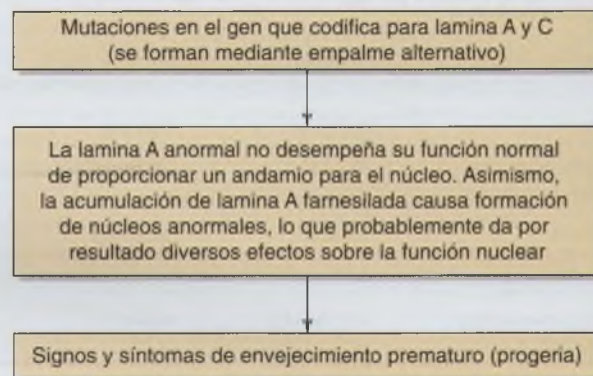 Mutaciones en el gen que codifica para lamina A y C
(se forman mediante empalme alternativo)
La lamina A anormal no desempeña su función normal
de proporcionar un andamio para el núcleo. Asimismo,
la acumulación de lamina A farnesilada causa formación
de núcleos anormales, lo que probablemente da por
resultado diversos efectos sobre la función nuclear
Signos y síntomas de envejecimiento prematuro (progeria)